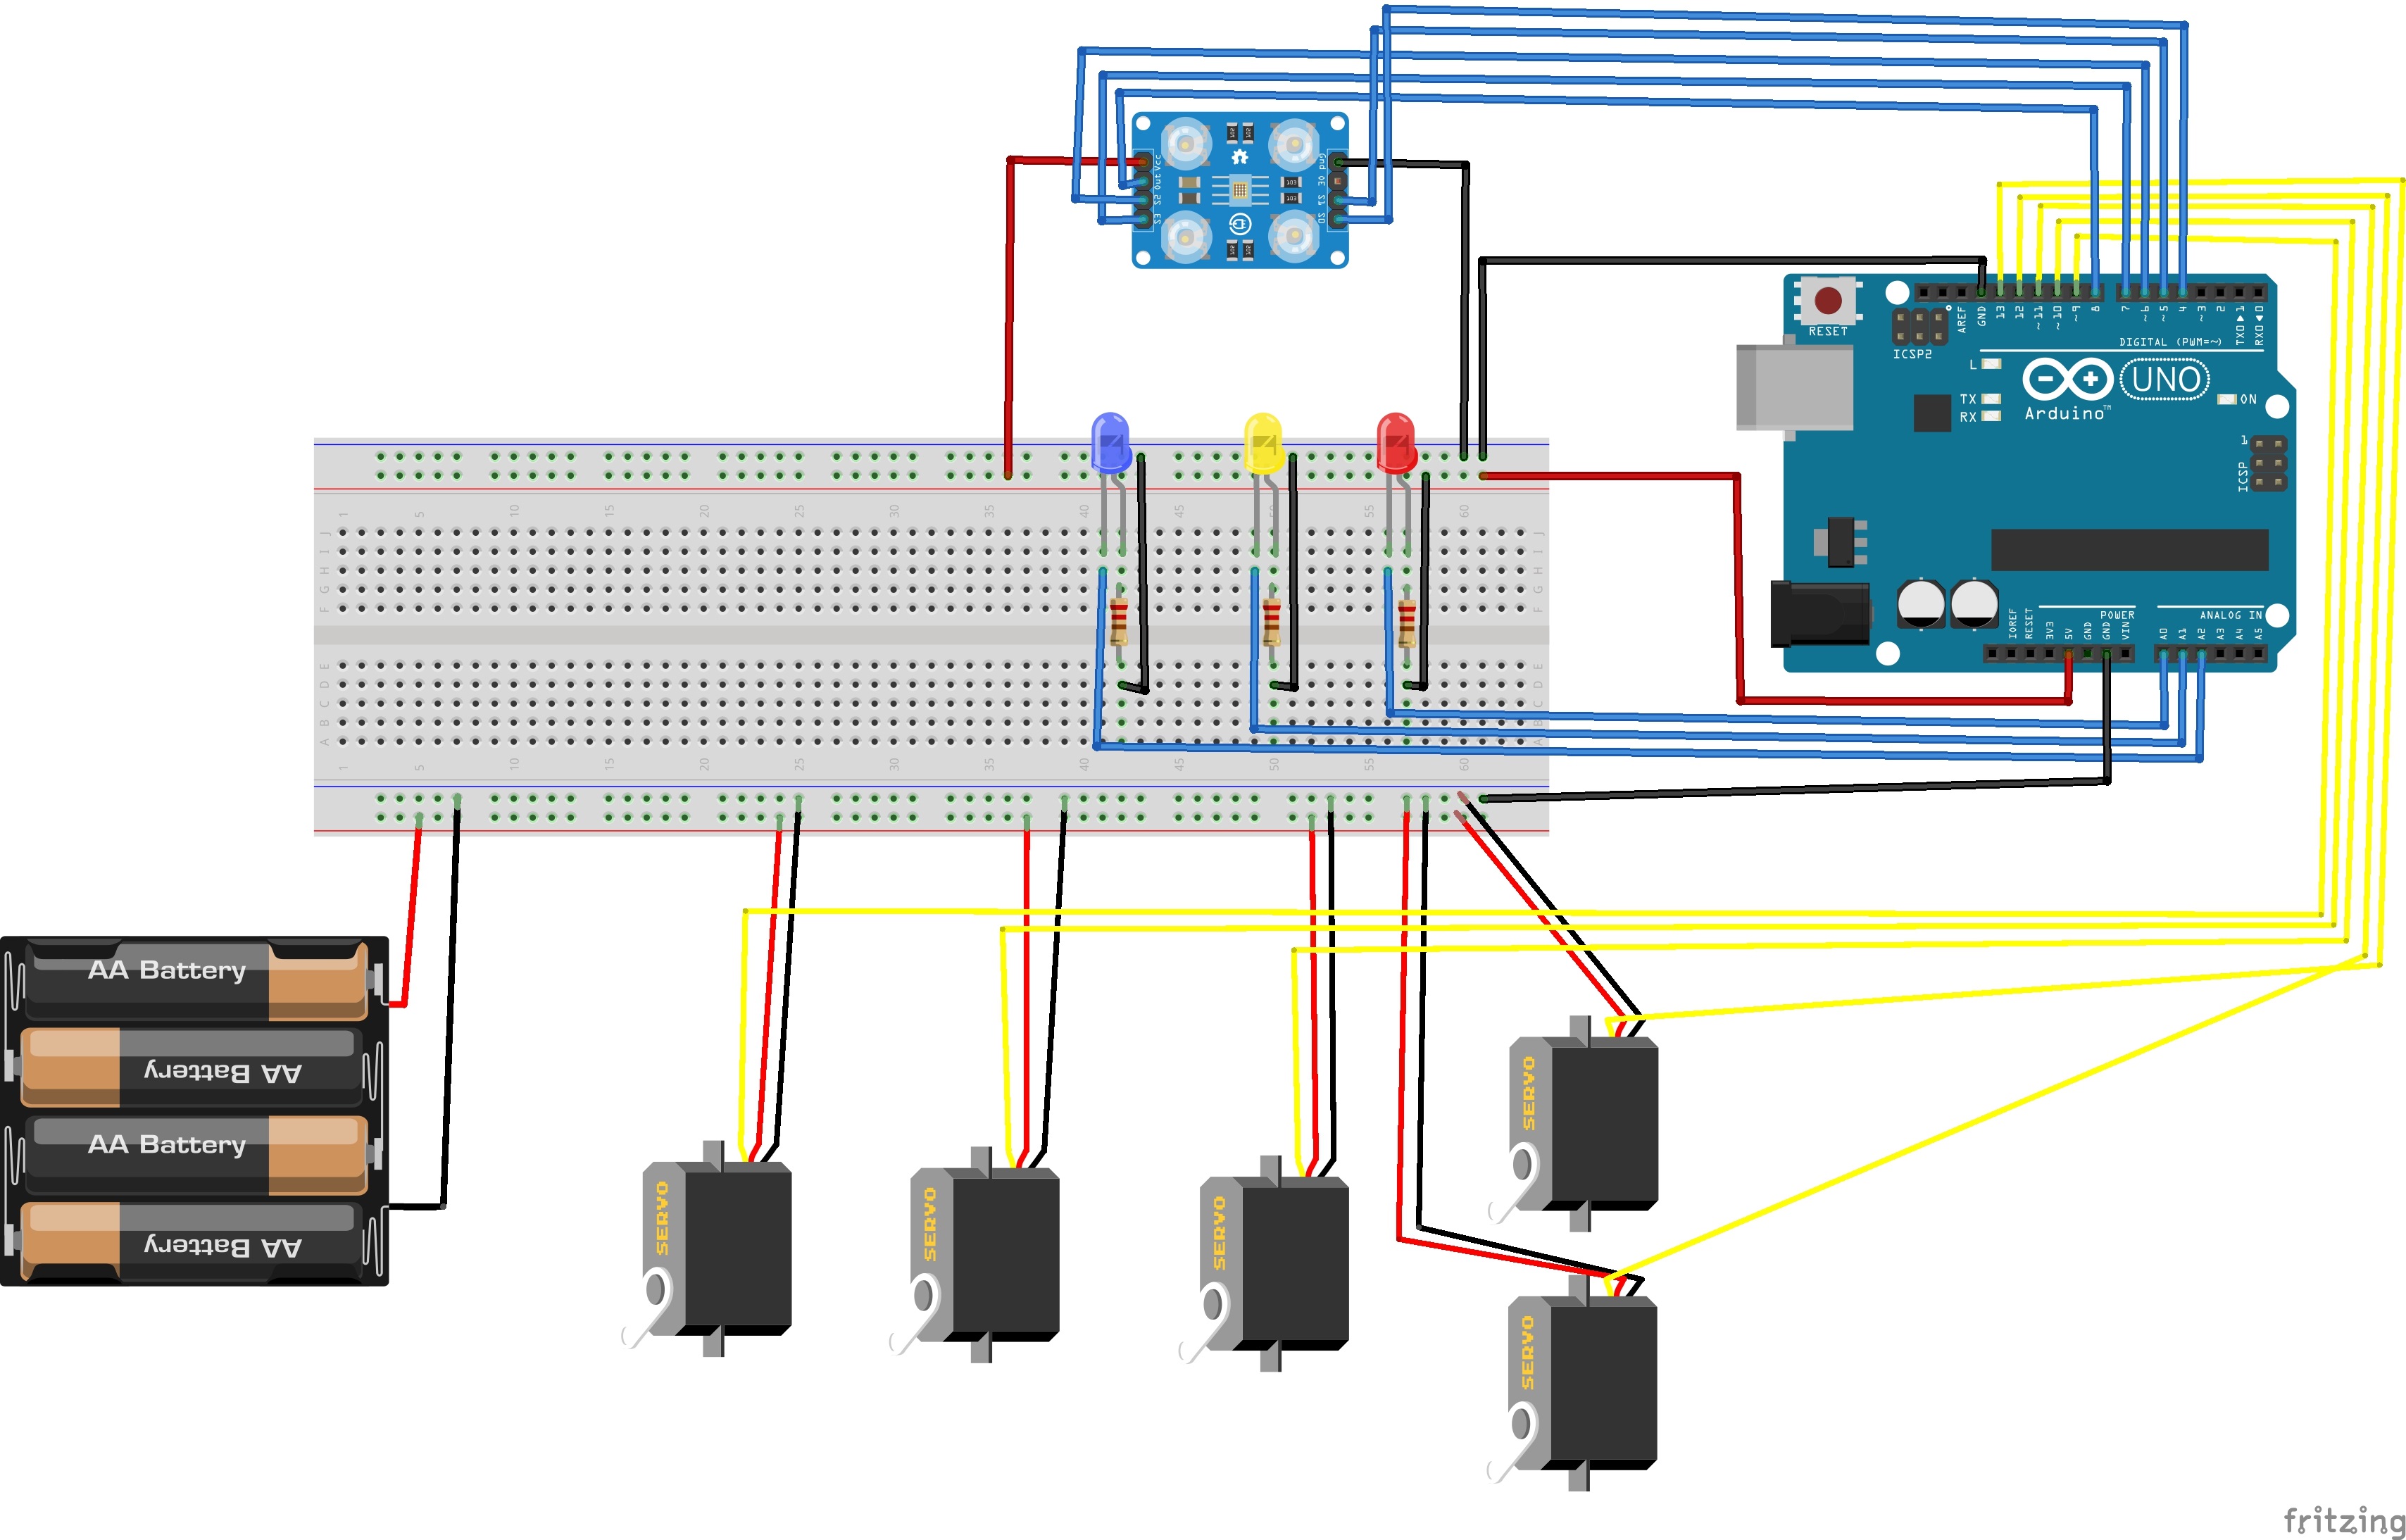 Vcc
Out
S2
S3
Gnd
OE
S1
S0
RESET
ICSP2
AREF
GND
13
12
~11
~10
~9
8
7
~6
~5
4
~3
2
TX0▶1
RX0◀0
DIGITAL (PWM=~)
L
TX
RX
UNO
Arduino™
ON
1
ICSP
POWER
ANALOG IN
IOREF
RESET
3V3
5V
GND
GND
VIN
A0
A1
A2
A3
A4
A5
1 5 10 15 20 25 30 35 40 45 50 55 60
J
I
H
G
F
E
D
C
B
A
J
I
H
G
F
E
D
C
B
A
1 5 10 15 20 25 30 35 40 45 50 55 60
AA Battery
AA Battery
AA Battery
AA Battery
SERVO
SERVO
SERVO
SERVO
SERVO
fritzing